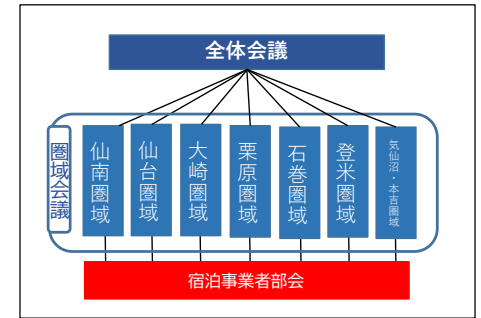 全体会議
圏域会議
仙南圏域
仙台圏域
大崎圏域
栗原圏域
石巻圏域
登米圏域
気仙沼・本吉圏域
宿泊事業者部会